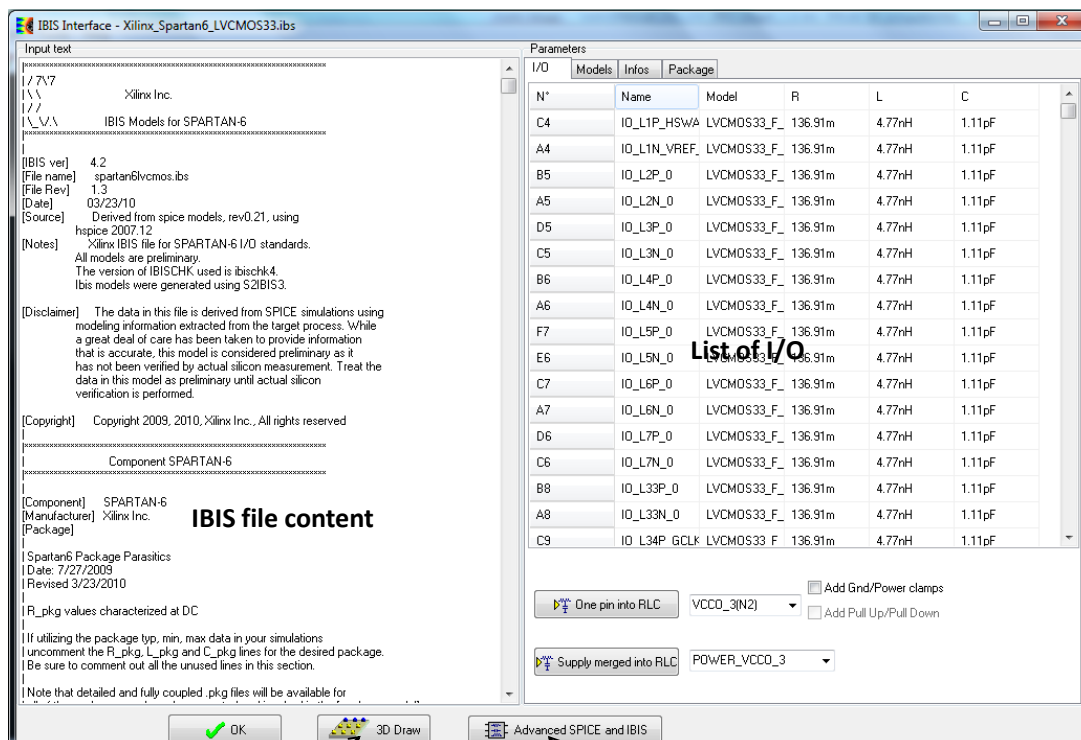 IBIS Interface - Xilinx_Spartan6_LVCMOS33.ibs
Input text
|************************************************************
| / 7\'7
| \ \ Xilinx Inc.
| / /
| \_\/.\ IBIS Models for SPARTAN-6
|************************************************************
|
[IBIS ver] 4.2
[File name] spartan6lvcmos.ibs
[File Rev] 1.3
[Date] 03/23/10
[Source] Derived from spice models, rev0.21, using
hspice 2007.12
[Notes] Xilinx IBIS file for SPARTAN-6 I/O standards.
All models are preliminary.
The version of IBISCHK used is ibischk4.
Ibis models were generated using S2IBIS3.
[Disclaimer] The data in this file is derived from SPICE simulations using
modeling information extracted from the target process. While
a great deal of care has been taken to provide information
that is accurate, this model is considered preliminary as it
has not been verified by actual silicon measurement. Treat the
data in this model as preliminary until actual silicon
verification is performed.
[Copyright] Copyright 2009, 2010, Xilinx Inc., All rights reserved
|
|************************************************************
| Component SPARTAN-6
|************************************************************
|
[Component] SPARTAN-6
[Manufacturer] Xilinx Inc.
[Package]
|
| Spartan6 Package Parasitics
| Date: 7/27/2009
| Revised 3/23/2010
|
| R_pkg values characterized at DC
|
| If utilizing the package typ, min, max data in your simulations
| uncomment the R_pkg, L_pkg and C_pkg lines for the desired package.
| Be sure to comment out all the unused lines in this section.
|
| Note that detailed and fully coupled .pkg files will be available for
IBIS file content
Parameters
I/O Models Infos Package
N° Name Model R L C
C4 IO_L1P_HSWA LVCMOS33_F_ 136.91m 4.77nH 1.11pF
A4 IO_L1N_VREF_ LVCMOS33_F_ 136.91m 4.77nH 1.11pF
B5 IO_L2P_0 LVCMOS33_F_ 136.91m 4.77nH 1.11pF
A5 IO_L2N_0 LVCMOS33_F_ 136.91m 4.77nH 1.11pF
D5 IO_L3P_0 LVCMOS33_F_ 136.91m 4.77nH 1.11pF
C5 IO_L3N_0 LVCMOS33_F_ 136.91m 4.77nH 1.11pF
B6 IO_L4P_0 LVCMOS33_F_ 136.91m 4.77nH 1.11pF
A6 IO_L4N_0 LVCMOS33_F_ 136.91m 4.77nH 1.11pF
F7 IO_L5P_0 LVCMOS33_F_ 136.91m 4.77nH 1.11pF
E6 IO_L5N_0 LVCMOS33_F_ 136.91m 4.77nH 1.11pF
List of I/O
C7 IO_L6P_0 LVCMOS33_F_ 136.91m 4.77nH 1.11pF
A7 IO_L6N_0 LVCMOS33_F_ 136.91m 4.77nH 1.11pF
D6 IO_L7P_0 LVCMOS33_F_ 136.91m 4.77nH 1.11pF
C6 IO_L7N_0 LVCMOS33_F_ 136.91m 4.77nH 1.11pF
B8 IO_L33P_0 LVCMOS33_F_ 136.91m 4.77nH 1.11pF
A8 IO_L33N_0 LVCMOS33_F_ 136.91m 4.77nH 1.11pF
C9 IO_L34P_GCLK LVCMOS33_F_ 136.91m 4.77nH 1.11pF
One pin into RLC VCCO_3(N2) Add Gnd/Power clamps
Add Pull Up/Pull Down
Supply merged into RLC POWER_VCCO_3
OK 3D Draw Advanced SPICE and IBIS